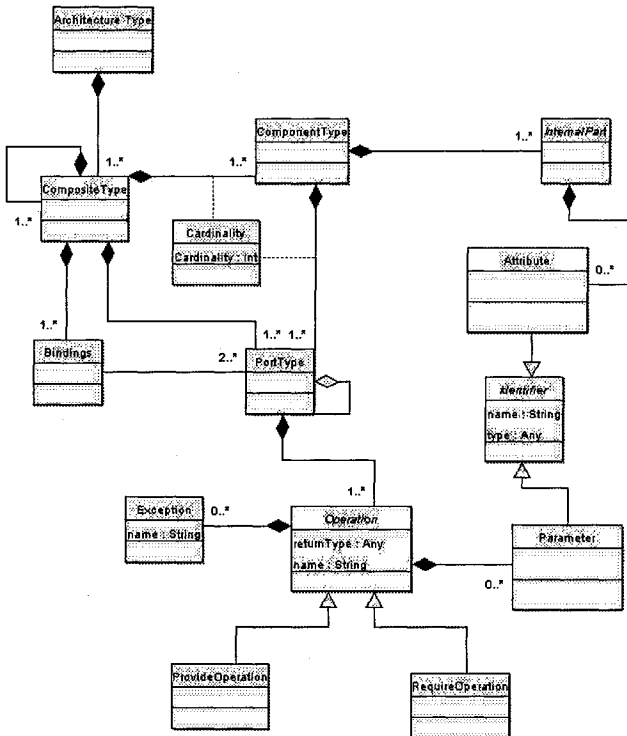 Architecture Type
ComponentType
InternalPart
1..*
1..*
1..*
CompositeType
1..*
Cardinality
Cardinality : Int
Attribute
0..*
1..*
1..*
1..*
Bindings
2..*
PortType
Identifier
name : String
type : Any
1..*
Exception
name : String
0..*
Operation
returnType : Any
name : String
Parameter
0..*
ProvideOperation
RequireOperation